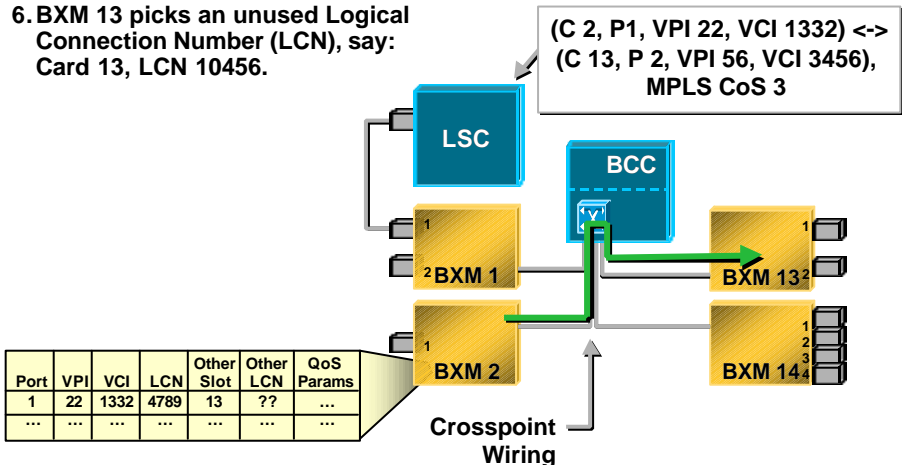 6. BXM 13 picks an unused Logical
Connection Number (LCN), say:
Card 13, LCN 10456.
(C 2, P1, VPI 22, VCI 1332) <->
(C 13, P 2, VPI 56, VCI 3456),
MPLS CoS 3
LSC
BCC
X
1
2 BXM 1
1
BXM 13 2
1
BXM 2
1
2
3
BXM 14 4
Port VPI VCI LCN Other Slot Other LCN QoS Params
1 22 1332 4789 13 ?? ...
... ... ... ... ... ... ...
Crosspoint
Wiring